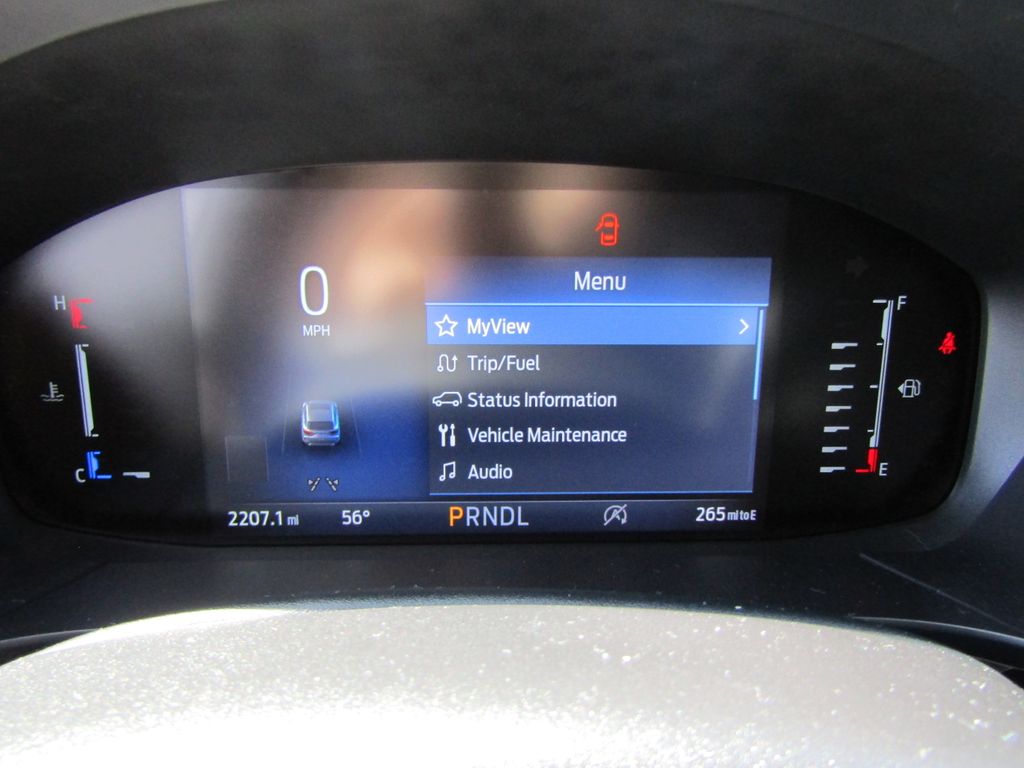 Menu
H
0
MPH
MyView
Trip/Fuel
Status Information
Vehicle Maintenance
Audio
F
C
E
2207.1 mi
56°
PRNDL
265 mi to E